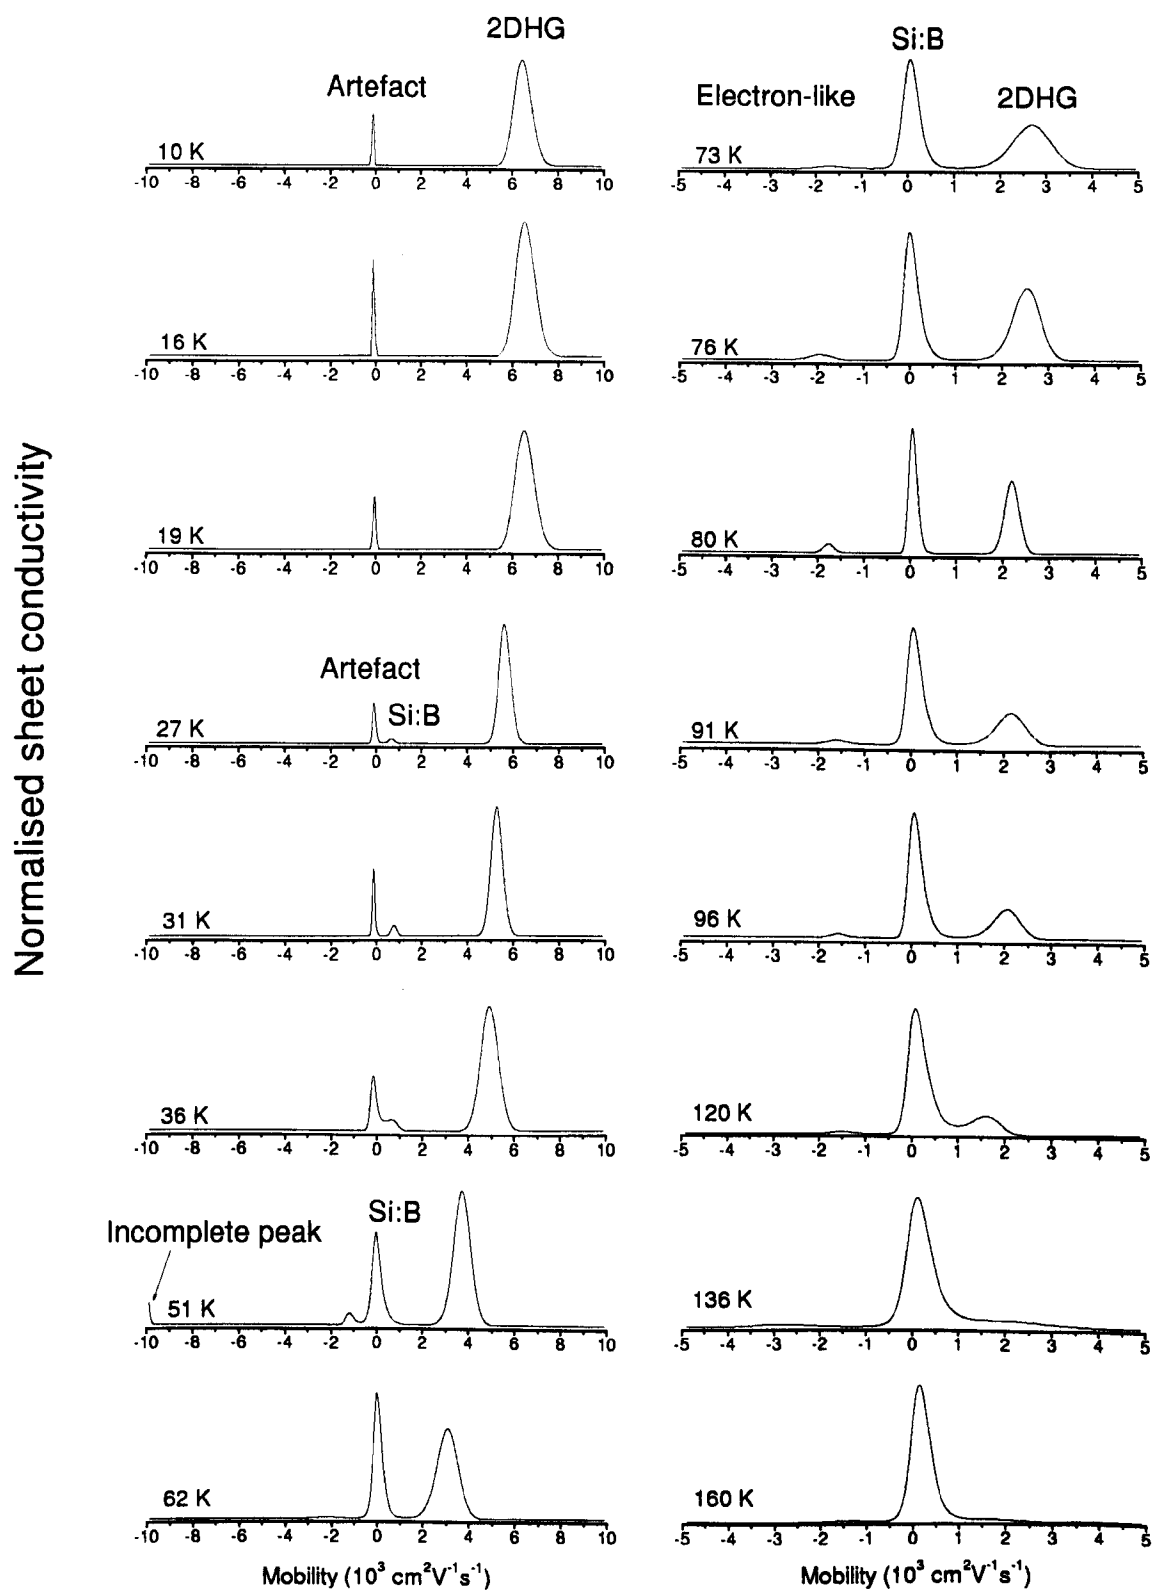 Normalised sheet conductivity
2DHG
Artefact
10 K
-10 -8 -6 -4 -2 0 2 4 6 8 10
16 K
-10 -8 -6 -4 -2 0 2 4 6 8 10
19 K
-10 -8 -6 -4 -2 0 2 4 6 8 10
Artefact
Si:B
27 K
-10 -8 -6 -4 -2 0 2 4 6 8 10
31 K
-10 -8 -6 -4 -2 0 2 4 6 8 10
36 K
-10 -8 -6 -4 -2 0 2 4 6 8 10
Si:B
Incomplete peak
51 K
-10 -8 -6 -4 -2 0 2 4 6 8 10
62 K
-10 -8 -6 -4 -2 0 2 4 6 8 10
Mobility (10³ cm²V⁻¹s⁻¹)
Si:B
Electron-like 2DHG
73 K
-5 -4 -3 -2 -1 0 1 2 3 4 5
76 K
-5 -4 -3 -2 -1 0 1 2 3 4 5
80 K
-5 -4 -3 -2 -1 0 1 2 3 4 5
91 K
-5 -4 -3 -2 -1 0 1 2 3 4 5
96 K
-5 -4 -3 -2 -1 0 1 2 3 4 5
120 K
-5 -4 -3 -2 -1 0 1 2 3 4 5
136 K
-5 -4 -3 -2 -1 0 1 2 3 4 5
160 K
-5 -4 -3 -2 -1 0 1 2 3 4 5
Mobility (10³ cm²V⁻¹s⁻¹)